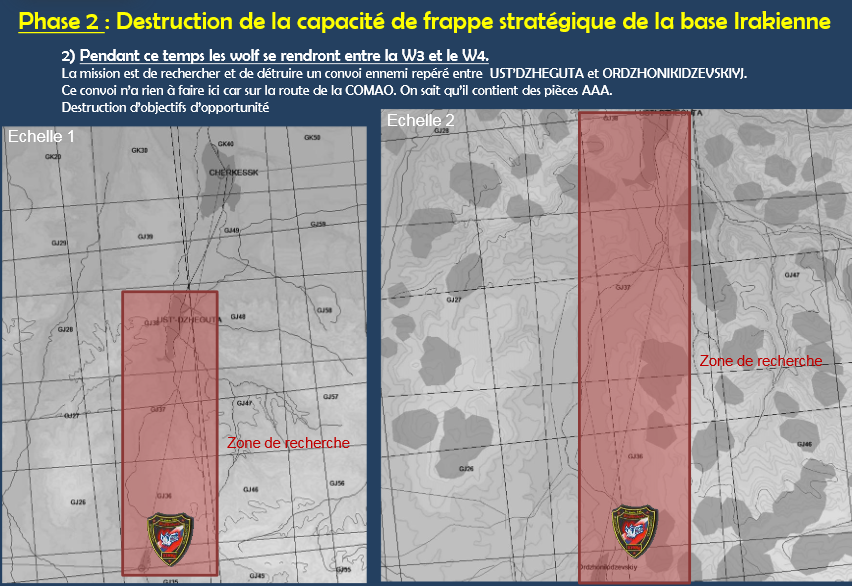 Phase 2 : Destruction de la capacité de frappe stratégique de la base Irakienne
2) Pendant ce temps les wolf se rendront entre la W3 et le W4.
La mission est de rechercher et de détruire un convoi ennemi repéré entre UST'DZHEGUTA et ORDZHONIKIDZEVSKIYJ.
Ce convoi n'a rien à faire ici car sur la route de la COMAO. On sait qu'il contient des pièces AAA.
Destruction d'objectifs d'opportunité
Echelle 1
GK20
GK30
GK40
GK50
CHERKESSK
GJ29
GJ39
GJ49
GJ59
GJ28
GJ38
UST'-DZHEGUTA
GJ48
GJ58
GJ27
GJ37
GJ47
GJ57
Zone de recherche
GJ26
GJ36
GJ46
GJ56
GJ35
GJ45
GJ55
Echelle 2
GJ28
GJ38
UST'-DZHEGUTA
GJ27
GJ37
GJ47
Zone de recherche
GJ26
GJ36
GJ46
Ordzhonikidzevskiy